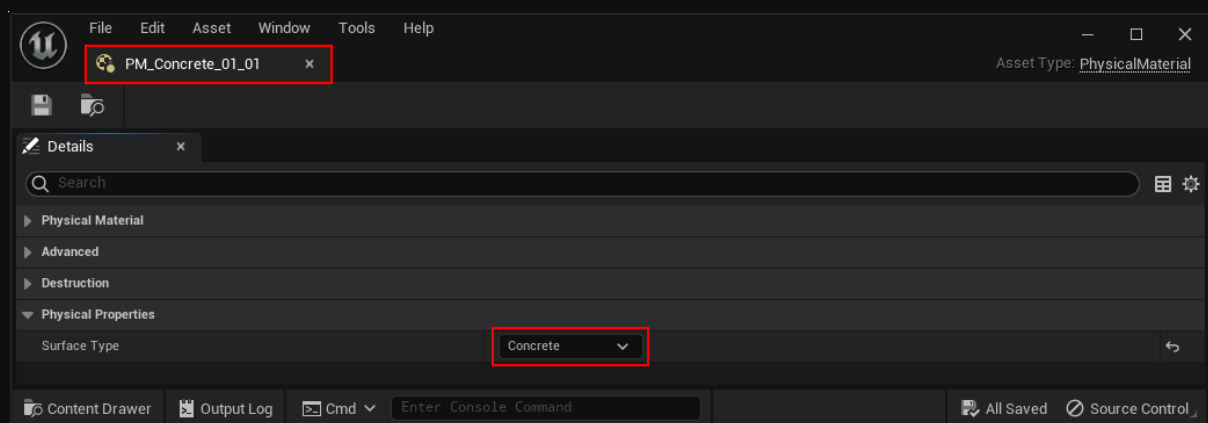 File Edit Asset Window Tools Help
PM_Concrete_01_01
Asset Type: PhysicalMaterial
Details
Search
Physical Material
Advanced
Destruction
Physical Properties
Surface Type Concrete
Content Drawer Output Log Cmd Enter Console Command All Saved Source Control